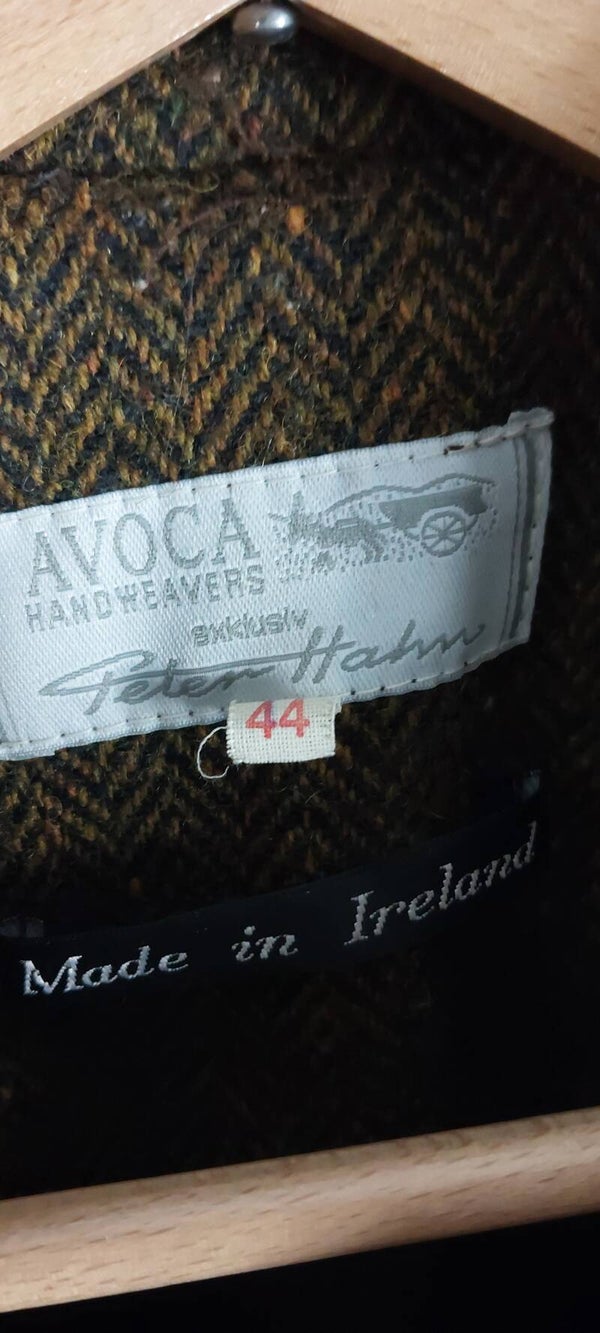 AVOCA
HANDWEAVERS
exklusiv
Peter Hahn
44
Made in Ireland